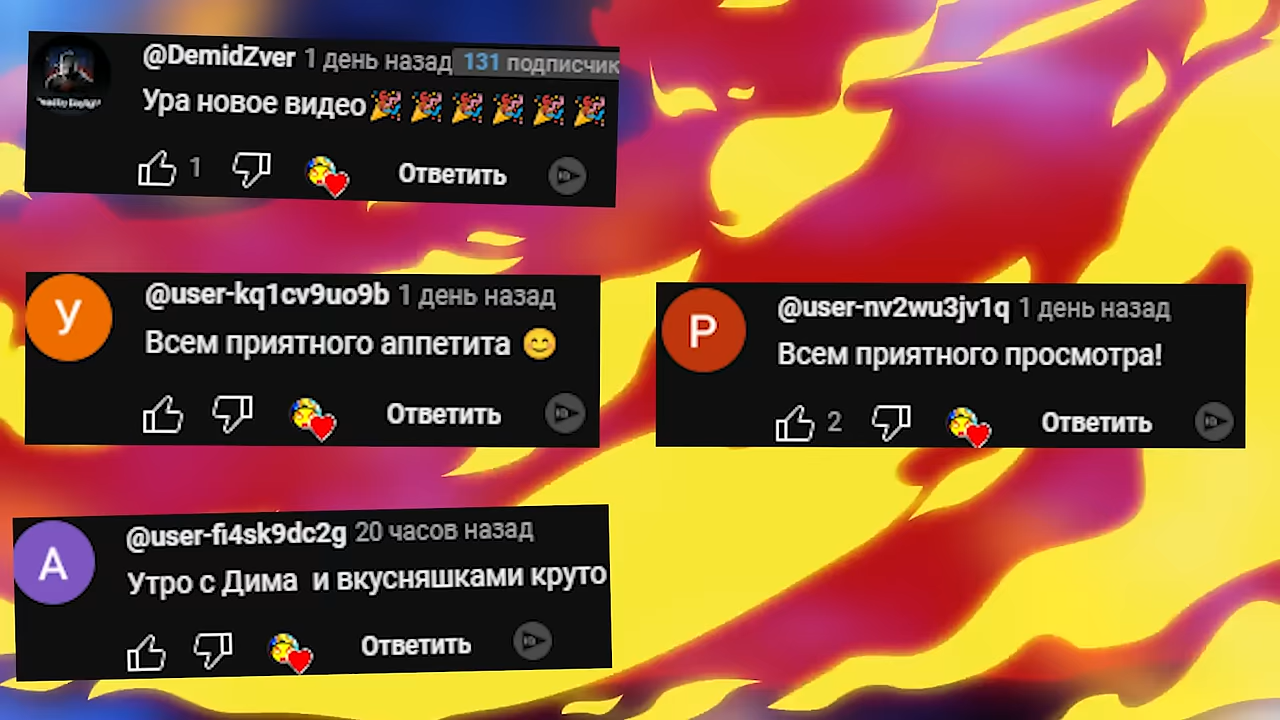 @DemidZver 1 день назад 131 подписчик
Ура новое видео🎉🎉🎉🎉🎉🎉
1 Ответить
@user-kq1cv9uo9b 1 день назад
Всем приятного аппетита 😊
Ответить
@user-nv2wu3jv1q 1 день назад
Всем приятного просмотра!
2 Ответить
@user-fi4sk9dc2g 20 часов назад
Утро с Дима и вкусняшками круто
Ответить
У
Р
А